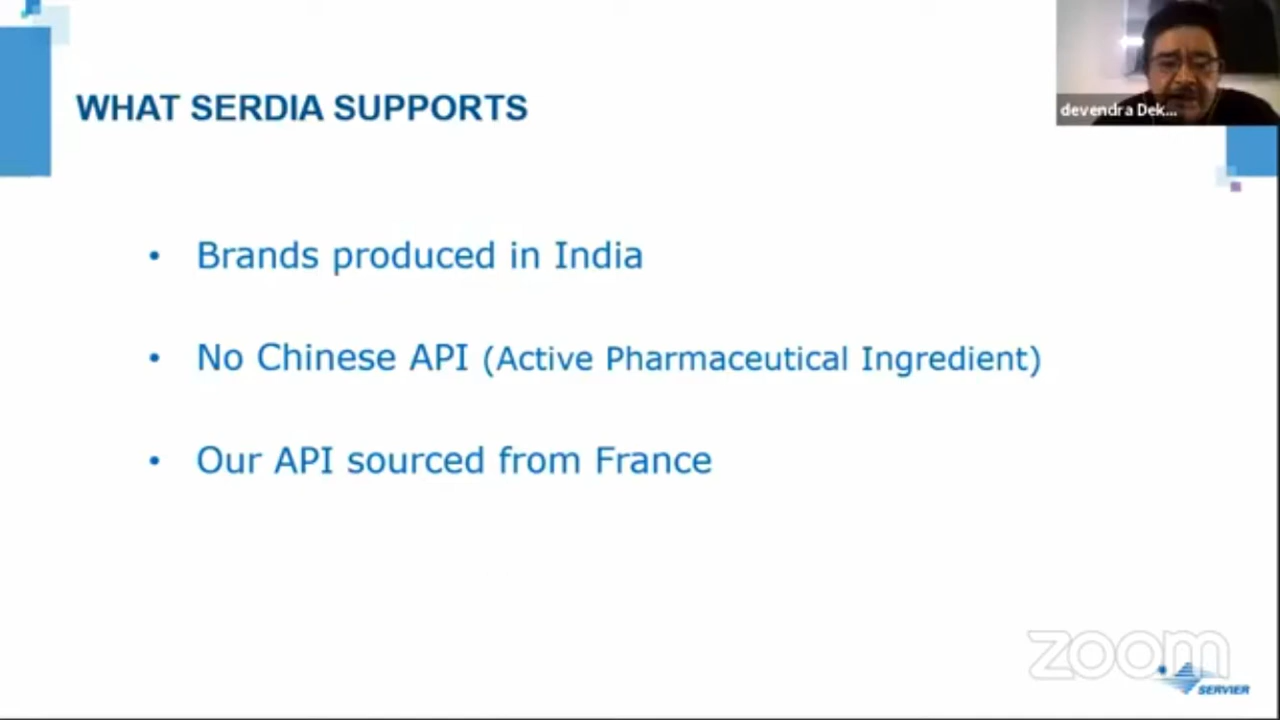 WHAT SERDIA SUPPORTS
devendra Dek...
• Brands produced in India
• No Chinese API (Active Pharmaceutical Ingredient)
• Our API sourced from France
zoom
SERVIER